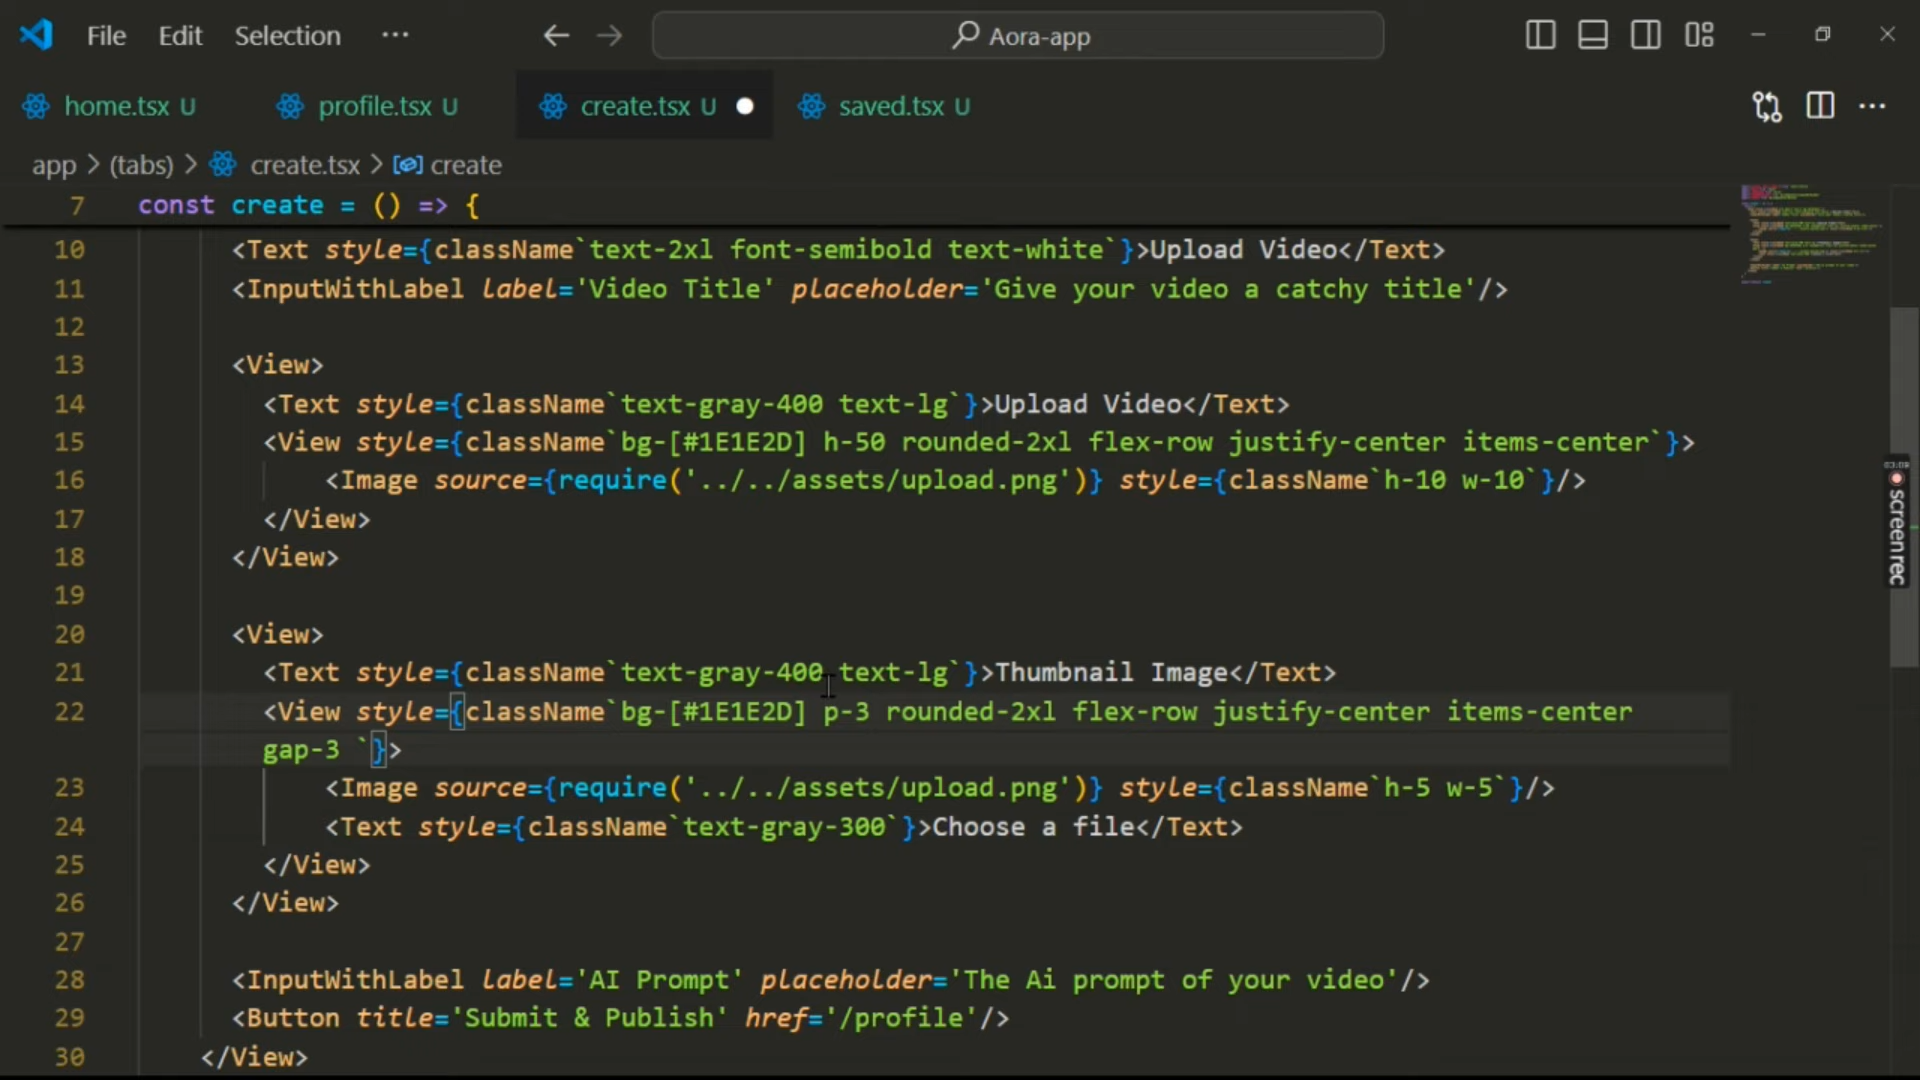 File Edit Selection ··· Aora-app
home.tsx U profile.tsx U create.tsx U saved.tsx U ···
app > (tabs) > create.tsx > create
7 const create = () => {
10 <Text style={className`text-2xl font-semibold text-white`}>Upload Video</Text>
11 <InputWithLabel label='Video Title' placeholder='Give your video a catchy title'/>
12
13 <View>
14 <Text style={className`text-gray-400 text-lg`}>Upload Video</Text>
15 <View style={className`bg-[#1E1E2D] h-50 rounded-2xl flex-row justify-center items-center`}>
16 <Image source={require('../../assets/upload.png')} style={className`h-10 w-10`}/>
17 </View>
18 </View>
19
20 <View>
21 <Text style={className`text-gray-400 text-lg`}>Thumbnail Image</Text>
22 <View style={className`bg-[#1E1E2D] p-3 rounded-2xl flex-row justify-center items-center
gap-3 `}>
23 <Image source={require('../../assets/upload.png')} style={className`h-5 w-5`}/>
24 <Text style={className`text-gray-300`}>Choose a file</Text>
25 </View>
26 </View>
27
28 <InputWithLabel label='AI Prompt' placeholder='The Ai prompt of your video'/>
29 <Button title='Submit & Publish' href='/profile'/>
30 </View>
screenrec